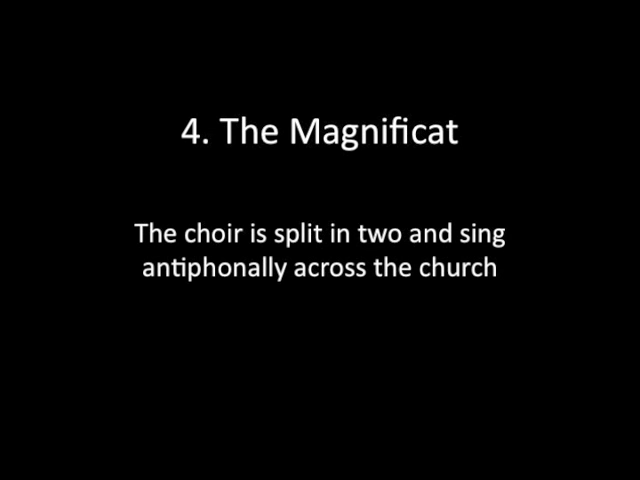 4. The Magnificat
The choir is split in two and sing
antiphonally across the church